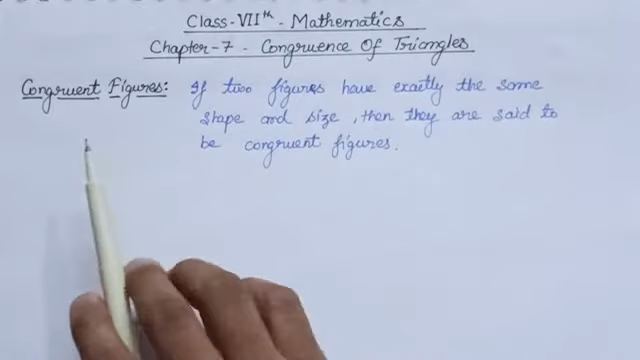 Class-VIIth - Mathematics
Chapter-7 - Congruence Of Triangles
Congruent Figures: If two figures have exactly the same
shape and size, then they are said to
be congruent figures.